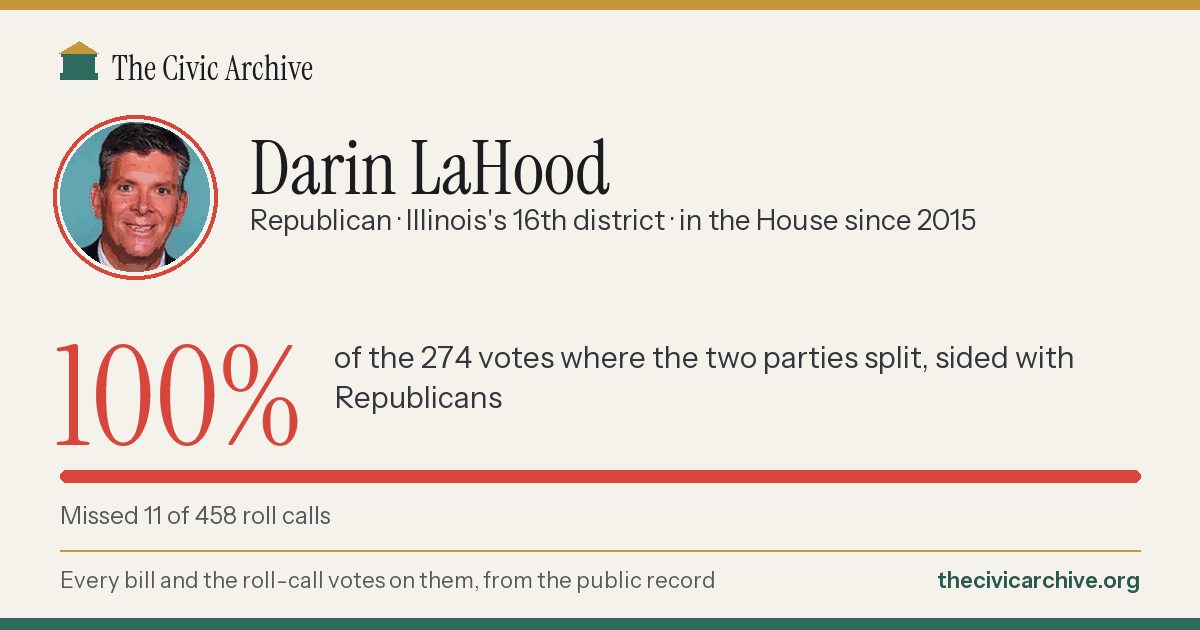 The Civic Archive
Darin LaHood
Republican · Illinois's 16th district · in the House since 2015
100%
of the 274 votes where the two parties split, sided with
Republicans
Missed 11 of 458 roll calls
Every bill and the roll-call votes on them, from the public record
thecivicarchive.org